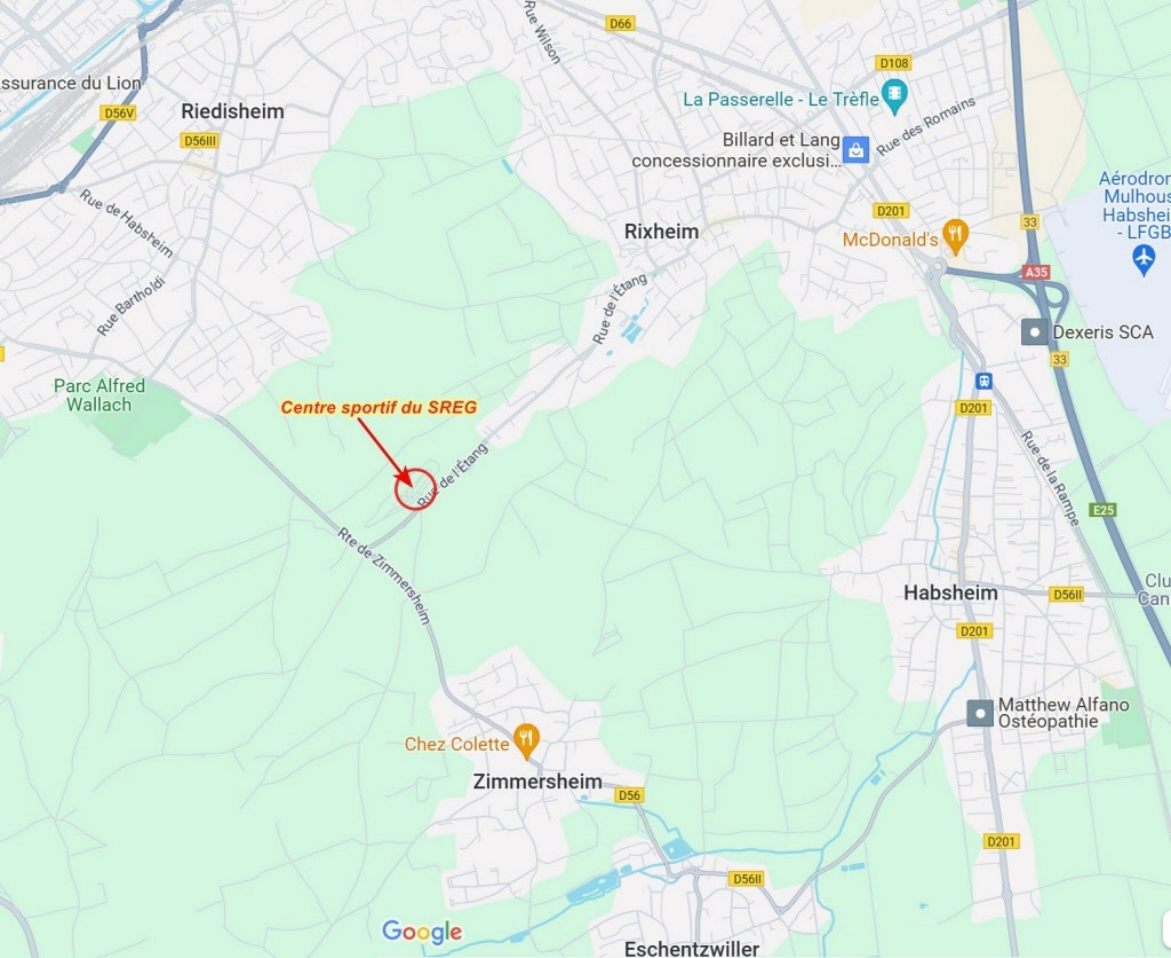 D66
Rue Wilson
ssurance du Lion
D56V
Riedisheim
D56III
D108
La Passerelle - Le Trèfle
Rue des Romains
Billard et Lang
concessionnaire exclusi...
Aérodron
Mulhous
Habshei
- LFGB
Rue de Habsheim
D201
33
Rixheim
McDonald's
A35
Rue Bartholdi
Rue de l'Étang
Dexeris SCA
33
Parc Alfred
Wallach
Centre sportif du SREG
D201
Rue de l'Étang
Rue de la Rampe
E25
Rte de Zimmersheim
Habsheim
D56II
Clu
Can
D201
Matthew Alfano
Ostéopathie
Chez Colette
Zimmersheim
D56
D201
D56II
Google
Eschentzwiller